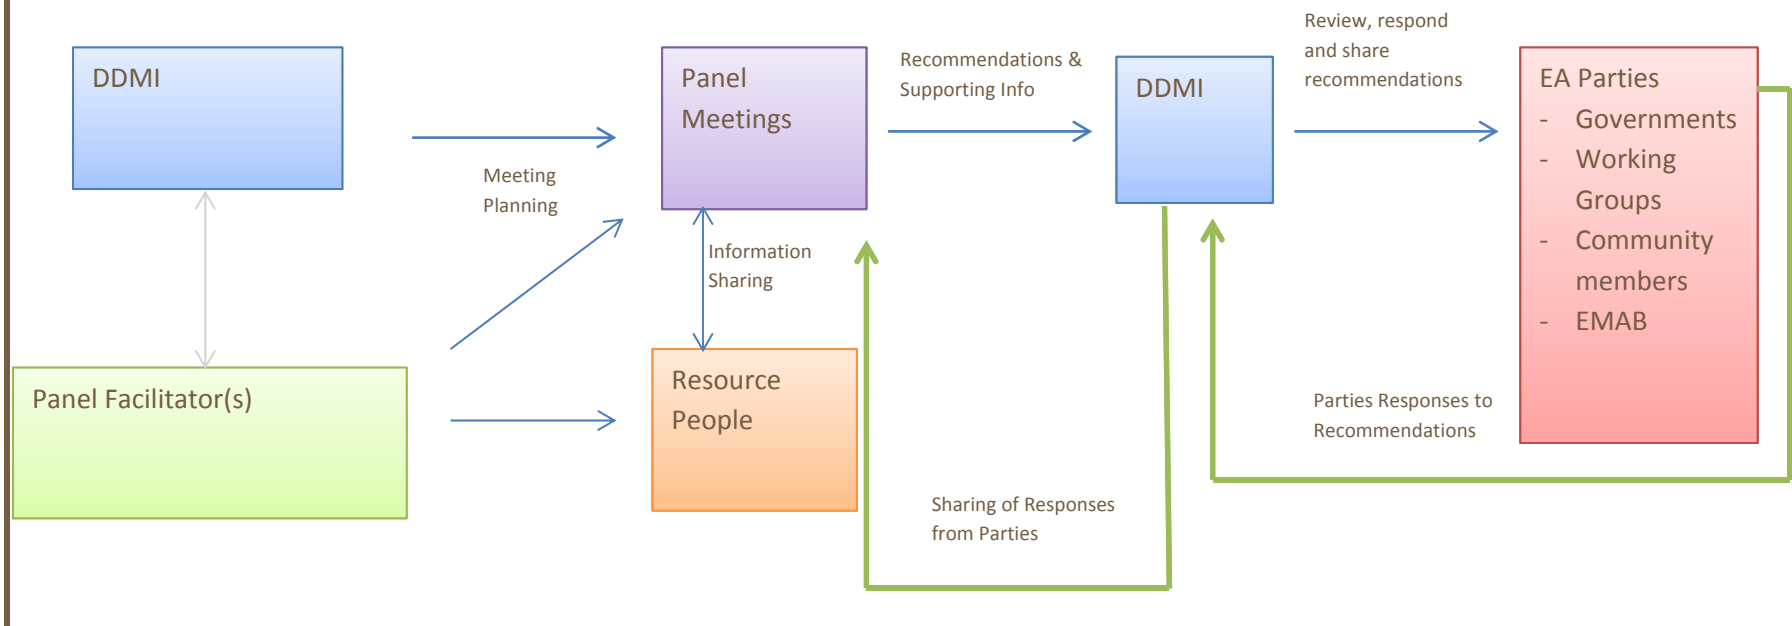 DDMI
Panel Facilitator(s)
Meeting
Planning
Panel
Meetings
Information
Sharing
Resource
People
Recommendations &
Supporting Info
DDMI
Sharing of Responses
from Parties
Review, respond
and share
recommendations
EA Parties
- Governments
- Working
Groups
- Community
members
- EMAB
Parties Responses to
Recommendations